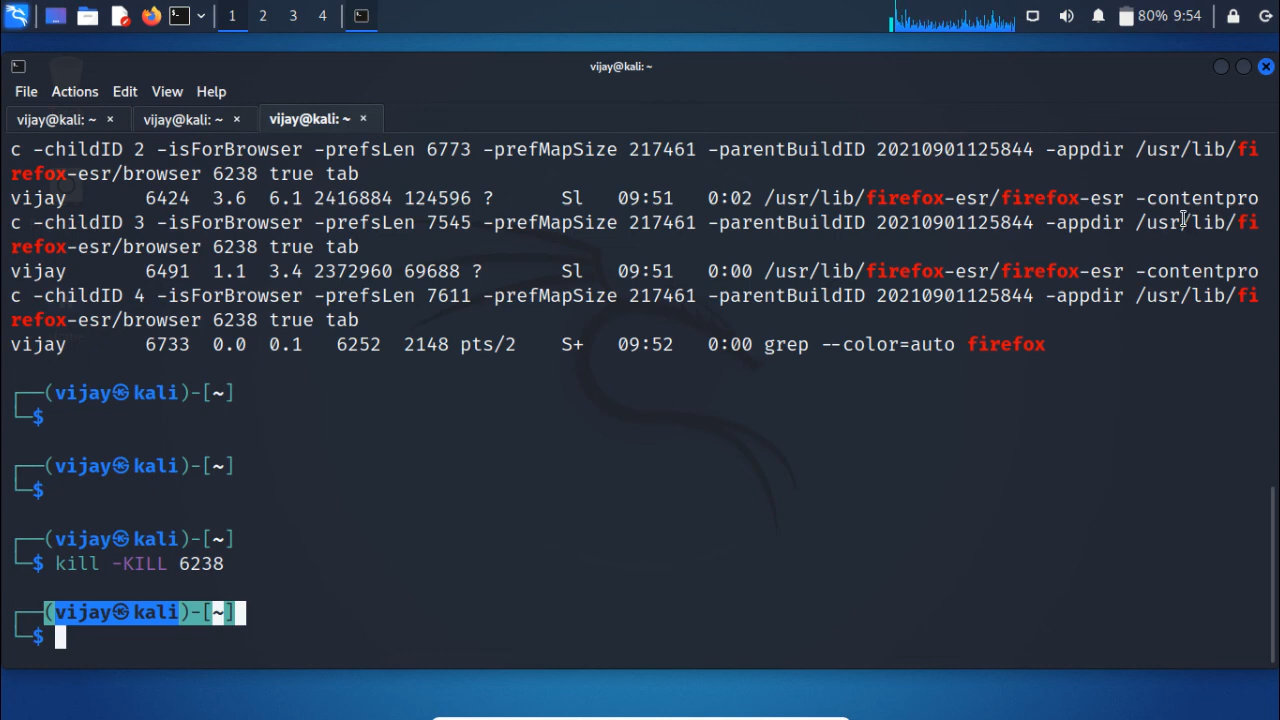 1 2 3 4 80% 9:54
vijay@kali: ~
File Actions Edit View Help
vijay@kali: ~ × vijay@kali: ~ × vijay@kali: ~ ×
c -childID 2 -isForBrowser -prefsLen 6773 -prefMapSize 217461 -parentBuildID 20210901125844 -appdir /usr/lib/fi
refox-esr/browser 6238 true tab
vijay 6424 3.6 6.1 2416884 124596 ? Sl 09:51 0:02 /usr/lib/firefox-esr/firefox-esr -contentpro
c -childID 3 -isForBrowser -prefsLen 7545 -prefMapSize 217461 -parentBuildID 20210901125844 -appdir /usr/lib/fi
refox-esr/browser 6238 true tab
vijay 6491 1.1 3.4 2372960 69688 ? Sl 09:51 0:00 /usr/lib/firefox-esr/firefox-esr -contentpro
c -childID 4 -isForBrowser -prefsLen 7611 -prefMapSize 217461 -parentBuildID 20210901125844 -appdir /usr/lib/fi
refox-esr/browser 6238 true tab
vijay 6733 0.0 0.1 6252 2148 pts/2 S+ 09:52 0:00 grep --color=auto firefox
┌──(vijay㉿kali)-[~]
└─$
┌──(vijay㉿kali)-[~]
└─$
┌──(vijay㉿kali)-[~]
└─$ kill -KILL 6238
┌──(vijay㉿kali)-[~]
└─$